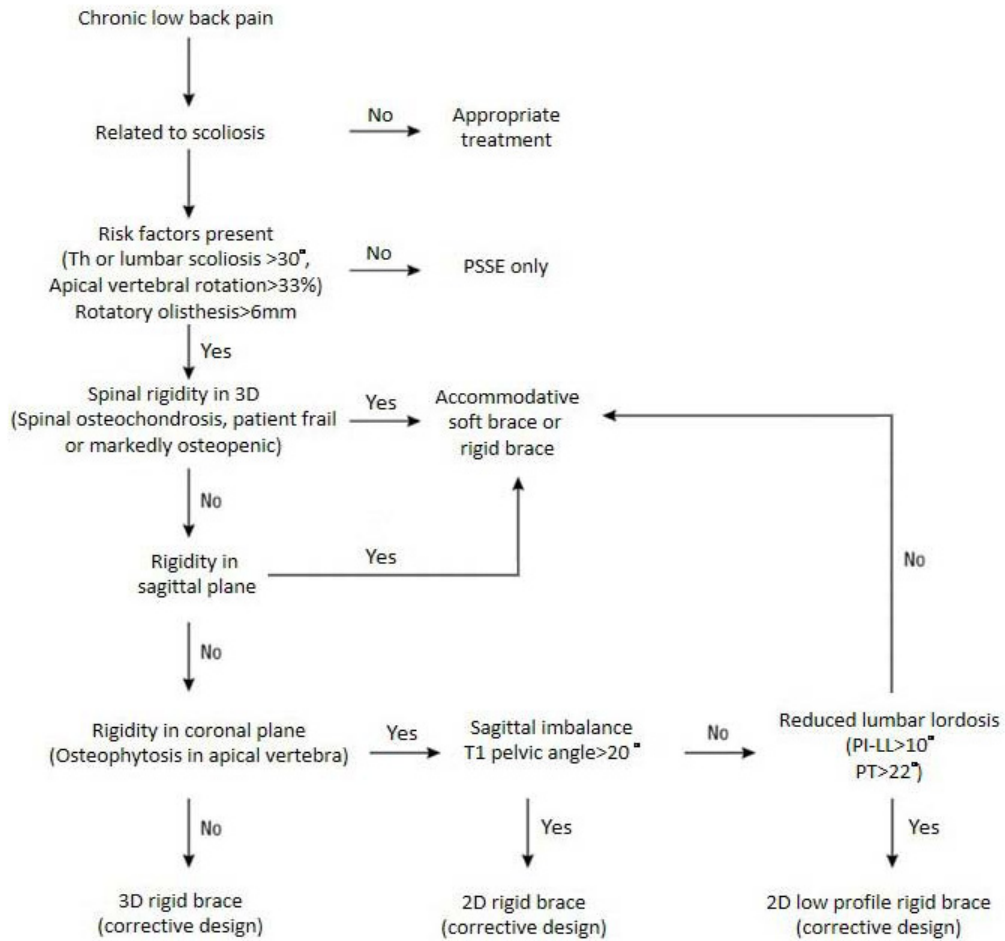 Chronic low back pain
Related to scoliosis
No
Appropriate
treatment
Risk factors present
(Th or lumbar scoliosis >30°,
Apical vertebral rotation>33%)
Rotatory olisthesis>6mm
No
PSSE only
Yes
Spinal rigidity in 3D
(Spinal osteochondrosis, patient frail
or markedly osteopenic)
Yes
Accommodative
soft brace or
rigid brace
No
Rigidity in
sagittal plane
Yes
No
No
Rigidity in coronal plane
(Osteophytosis in apical vertebra)
Yes
Sagittal imbalance
T1 pelvic angle>20°
No
Reduced lumbar lordosis
(PI-LL>10°
PT>22°)
No
Yes
Yes
3D rigid brace
(corrective design)
2D rigid brace
(corrective design)
2D low profile rigid brace
(corrective design)